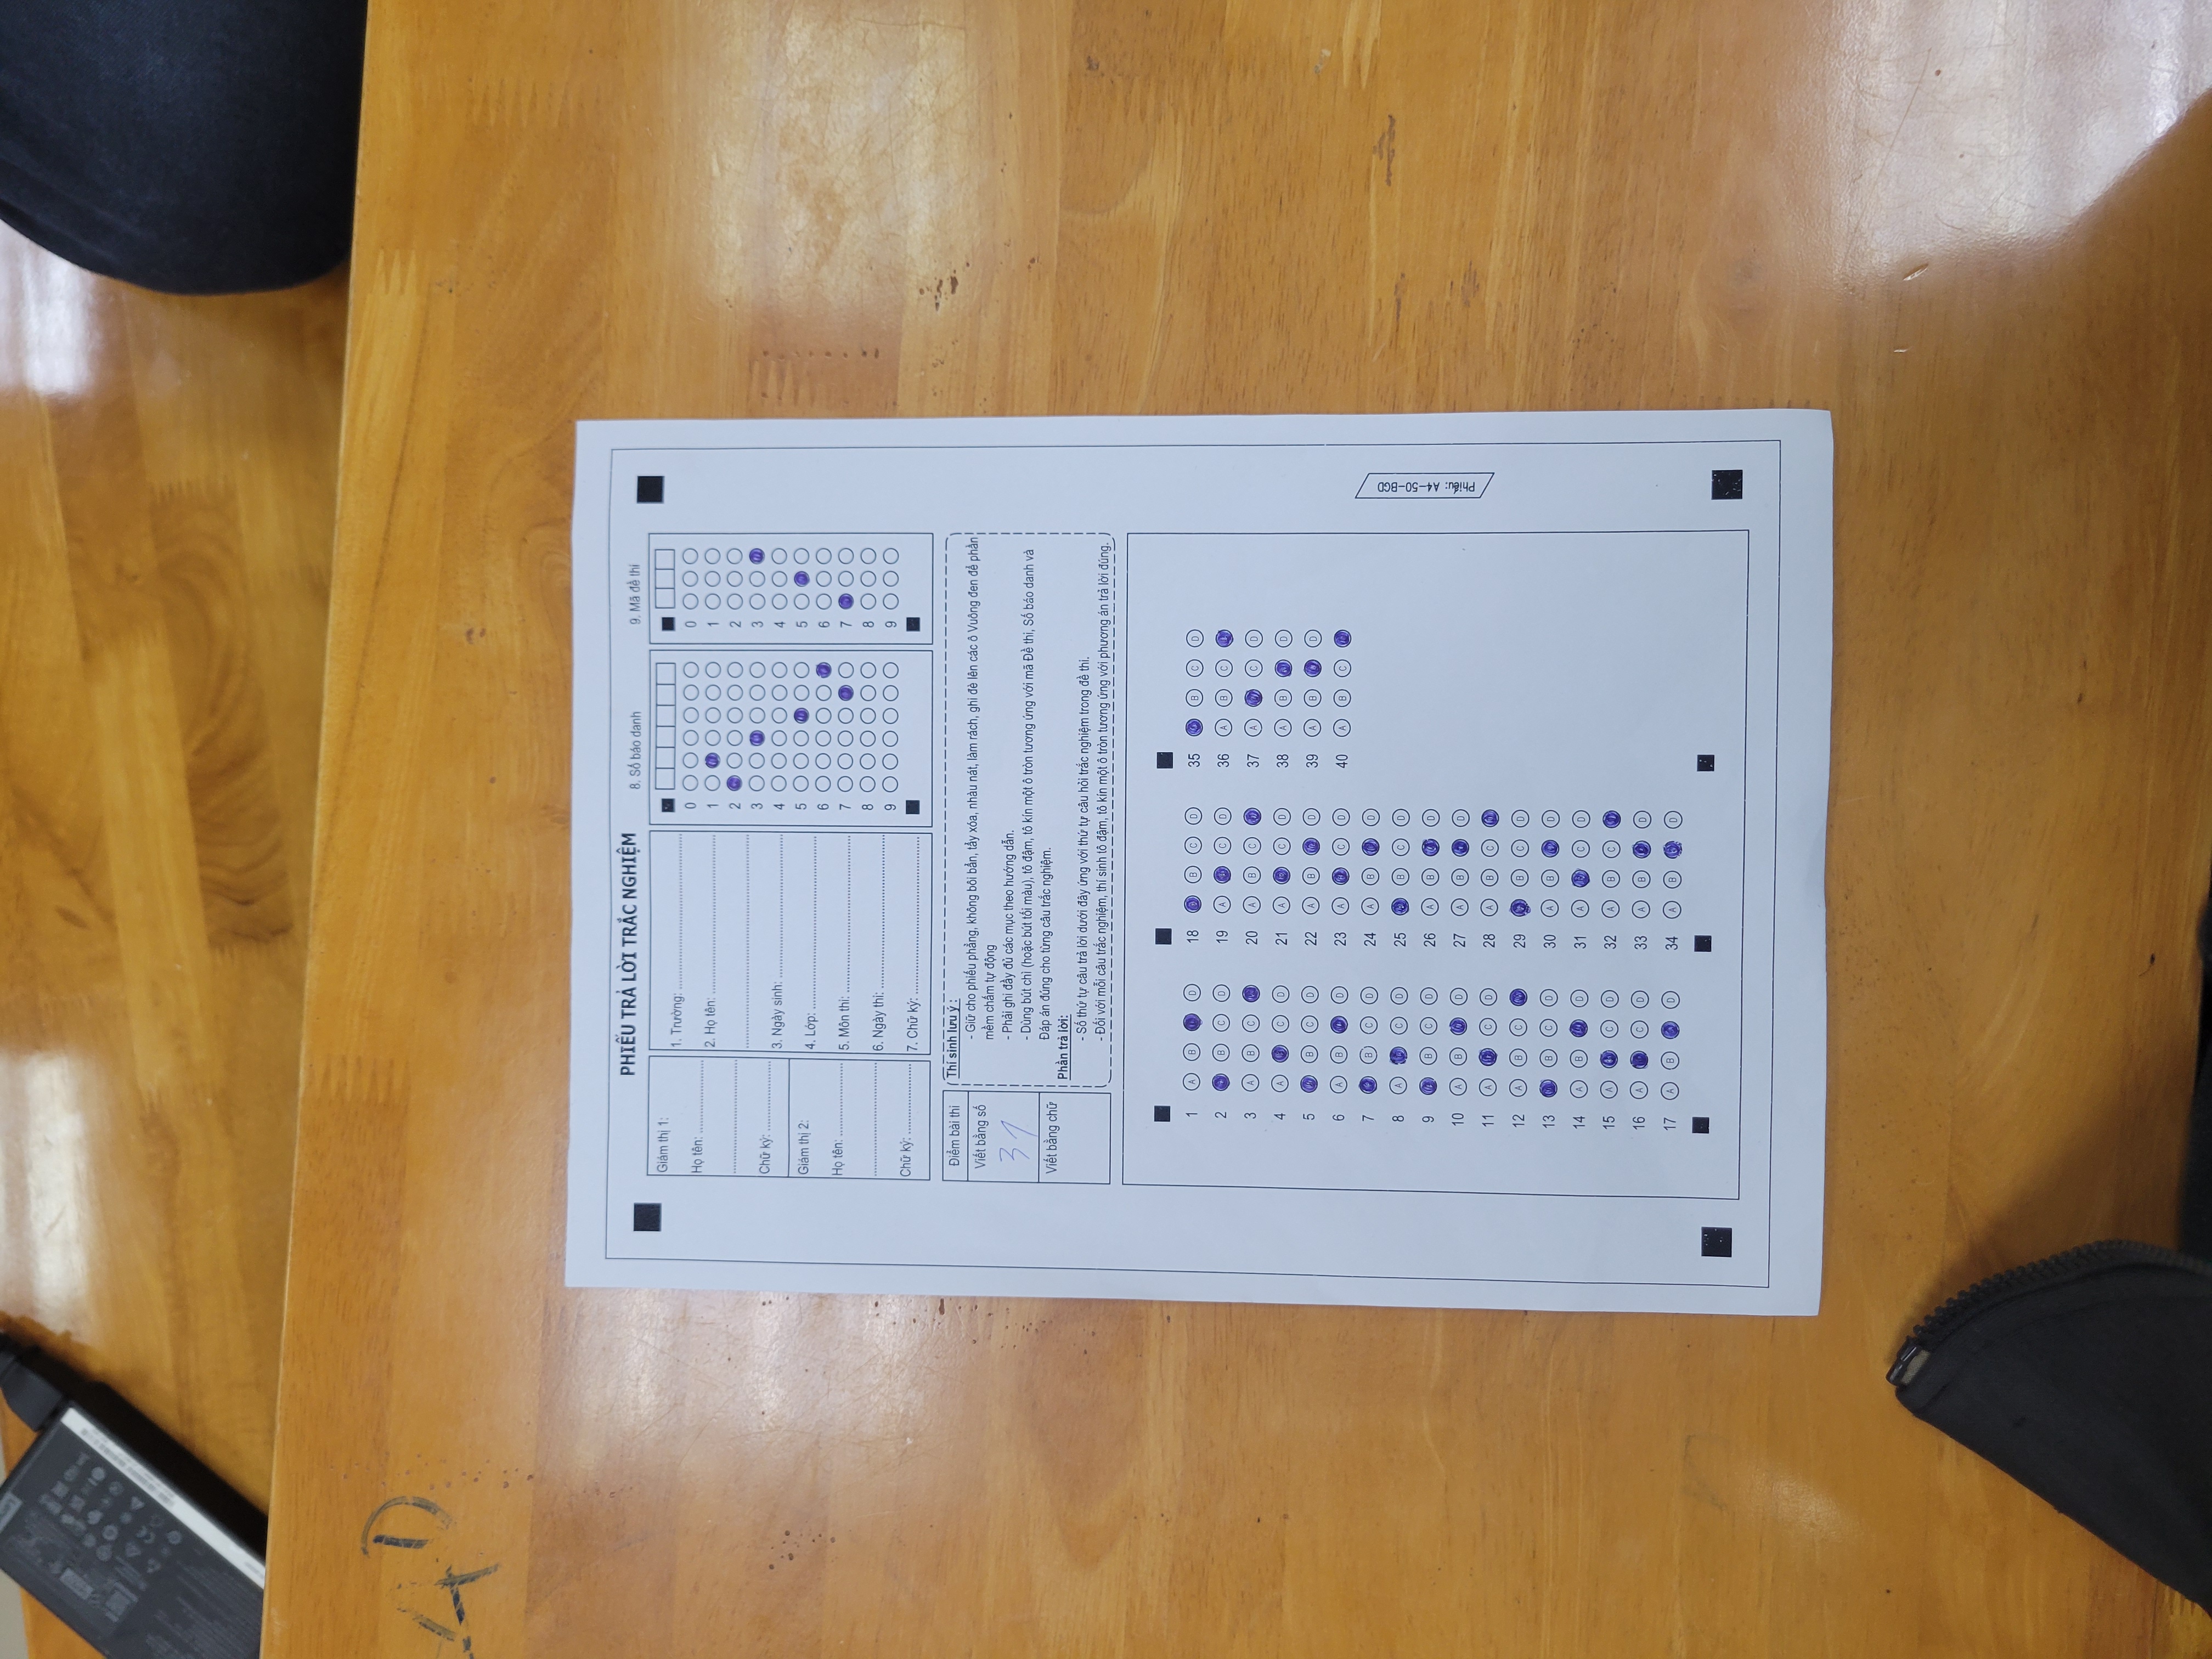 4D
PHIẾU TRẢ LỜI TRẮC NGHIỆM
8. Số báo danh
9. Mã đề thi
Giám thị 1:
Họ tên:
Chữ ký:
Giám thị 2:
Họ tên:
Chữ ký:
1. Trường:
2. Họ tên:
3. Ngày sinh:
4. Lớp:
5. Môn thi:
6. Ngày thi:
7. Chữ ký:
0 0
1 1
2 2
3 3
4 4
5 5
6 6
7 7
8 8
9 9
Điểm bài thi
Viết bằng số
31
Viết bằng chữ
Thí sinh lưu ý :
- Giữ cho phiếu phẳng, không bôi bẩn, tẩy xóa, nhàu nát, làm rách, ghi đè lên các ô Vuông đen để phần
mềm chấm tự động
- Phải ghi đầy đủ các mục theo hướng dẫn.
- Dùng bút chì (hoặc bút tối màu), tô đậm, tô kín một ô tròn tương ứng với mã Đề thi, Số báo danh và
Đáp án đúng cho từng câu trắc nghiệm.
Phần trả lời:
- Số thứ tự câu trả lời dưới đây ứng với thứ tự câu hỏi trắc nghiệm trong đề thi.
- Đối với mỗi câu trắc nghiệm, thí sinh tô đậm, tô kín một ô tròn tương ứng với phương án trả lời đúng.
1 A B D
2 B C D
3 A B C
4 A C D
5 B C D
6 A B D
7 B C D
8 A C D
9 B C D
10 A B D
11 A C D
12 A B C
13 B C D
14 A B D
15 A C D
16 A C D
17 A B D
18 B C D
19 A C D
20 A B C
21 A C D
22 A B D
23 A C D
24 A B D
25 B C D
26 A B D
27 A B D
28 A B C
29 B C D
30 A B D
31 A C D
32 A B C
33 A B D
34 A B D
35 B C D
36 A B C
37 A C D
38 A B D
39 A B D
40 A B C
Phiếu: A4-50-BGD